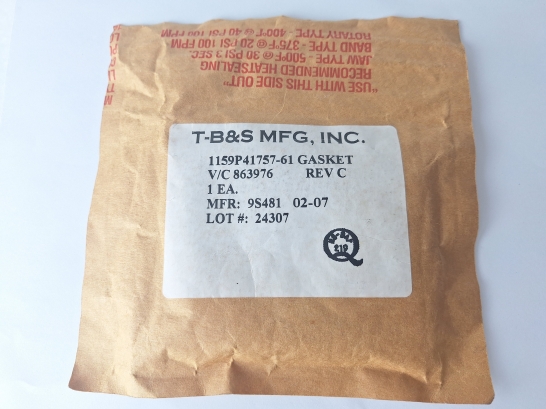 "USE WITH THIS SIDE OUT"
RECOMMENDED HEATSEALING
JAW TYPE - 500°F @ 30 PSI 3 SEC.
BAND TYPE - 375°F @ 20 PSI 100 FPM
ROTARY TYPE - 400°F @ 40 PSI 100 FPM
T-B&S MFG, INC.
1159P41757-61 GASKET
V/C 863976 REV C
1 EA.
MFR: 9S481 02-07
LOT #: 24307